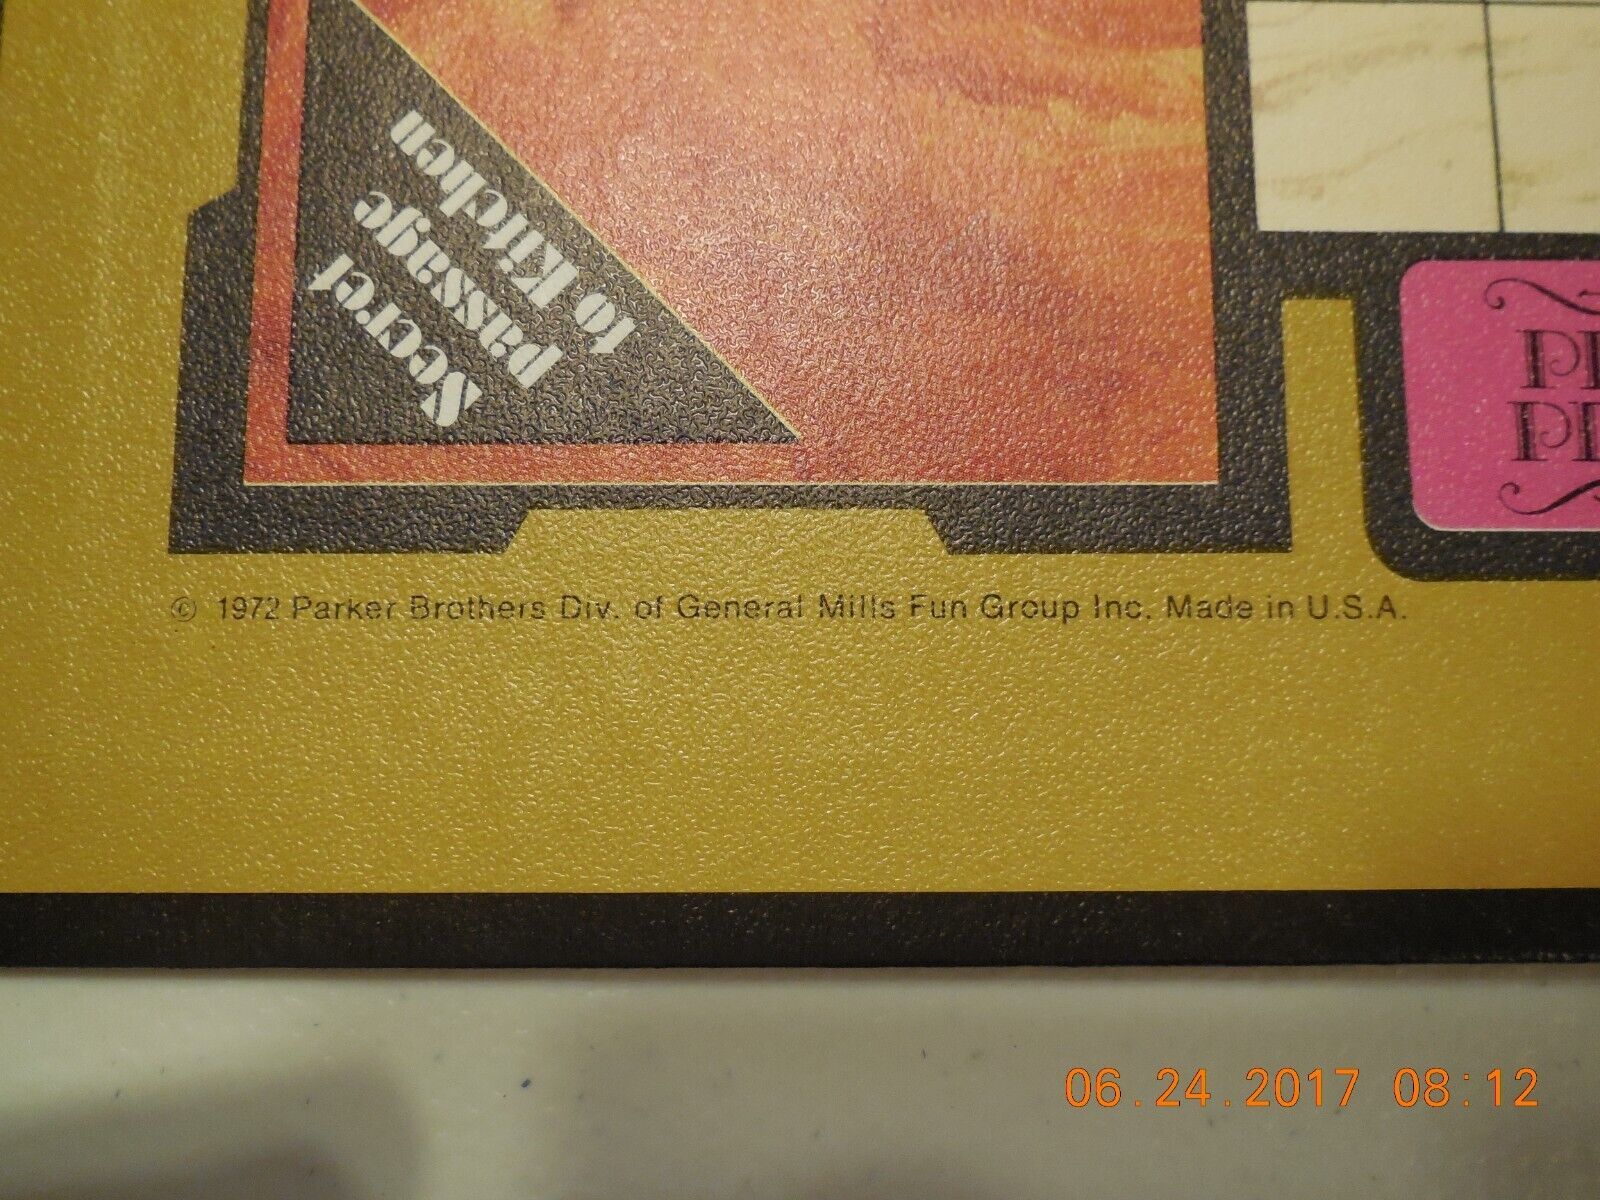 Secret
passage
to Kitchen
© 1972 Parker Brothers Div. of General Mills Fun Group Inc. Made in U.S.A.
06.24.2017 08:12